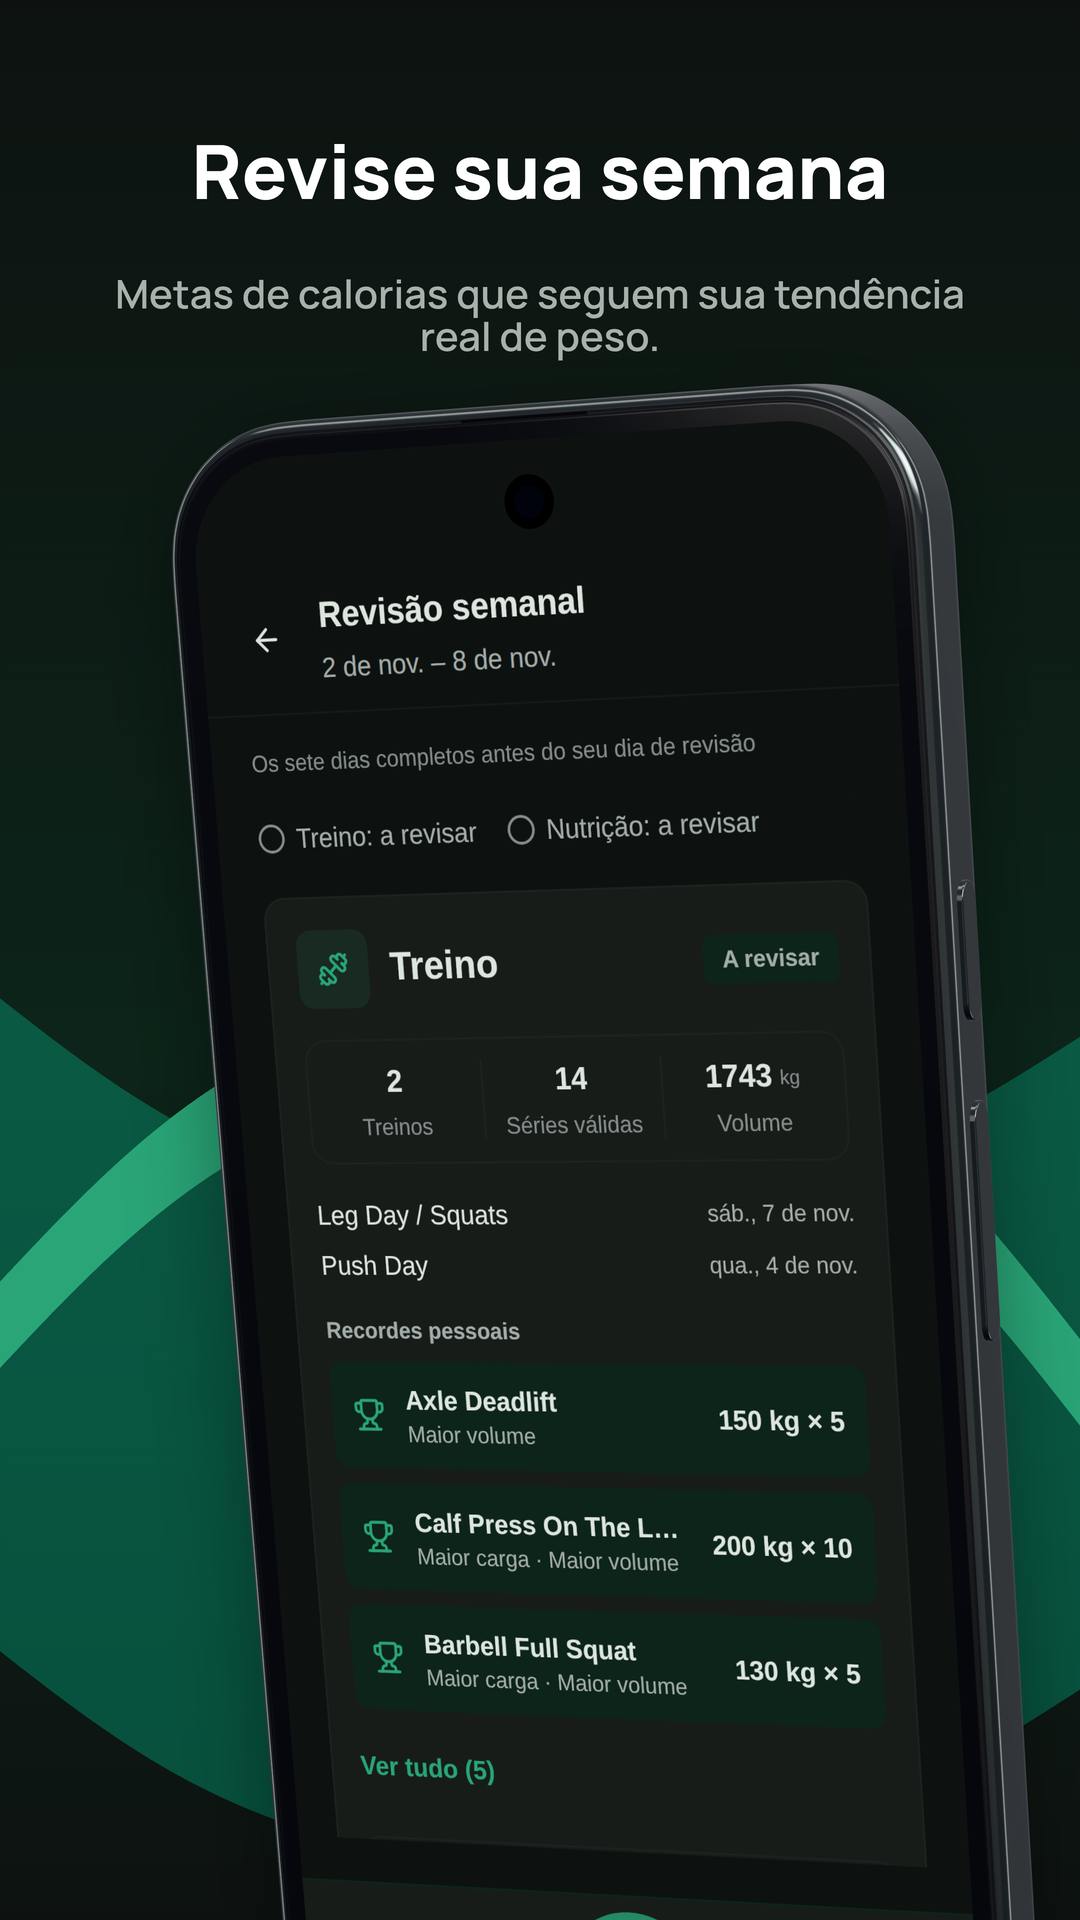 Revise sua semana
Metas de calorias que seguem sua tendência
real de peso.
Revisão semanal
2 de nov. – 8 de nov.
Os sete dias completos antes do seu dia de revisão
Treino: a revisar
Nutrição: a revisar
Treino
A revisar
2
Treinos
14
Séries válidas
1743 kg
Volume
Leg Day / Squats
sáb., 7 de nov.
Push Day
qua., 4 de nov.
Recordes pessoais
Axle Deadlift
Maior volume
150 kg × 5
Calf Press On The L...
Maior carga · Maior volume
200 kg × 10
Barbell Full Squat
Maior carga · Maior volume
130 kg × 5
Ver tudo (5)